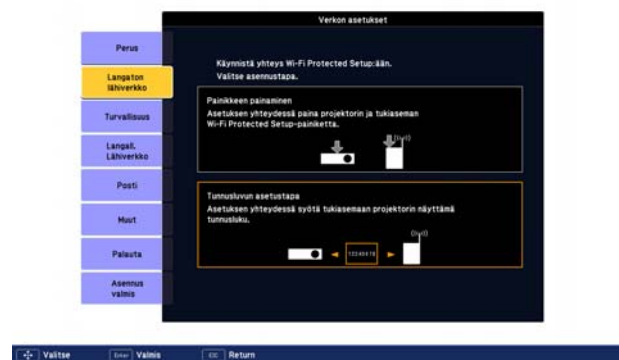 Verkon asetukset
Perus
Langaton
lähiverkko
Turvallisuus
Langall.
Lähiverkko
Posti
Muut
Palauta
Asennus
valmis
Käynnistä yhteys Wi-Fi Protected Setup:ään.
Valitse asennustapa.
Painikkeen painaminen
Asetuksen yhteydessä paina projektorin ja tukiaseman
Wi-Fi Protected Setup-painiketta.
Tunnusluvun asetustapa
Asetuksen yhteydessä syötä tukiasemaan projektorin näyttämä
tunnusluku.
Valitse
Enter Valmis
ESC Return